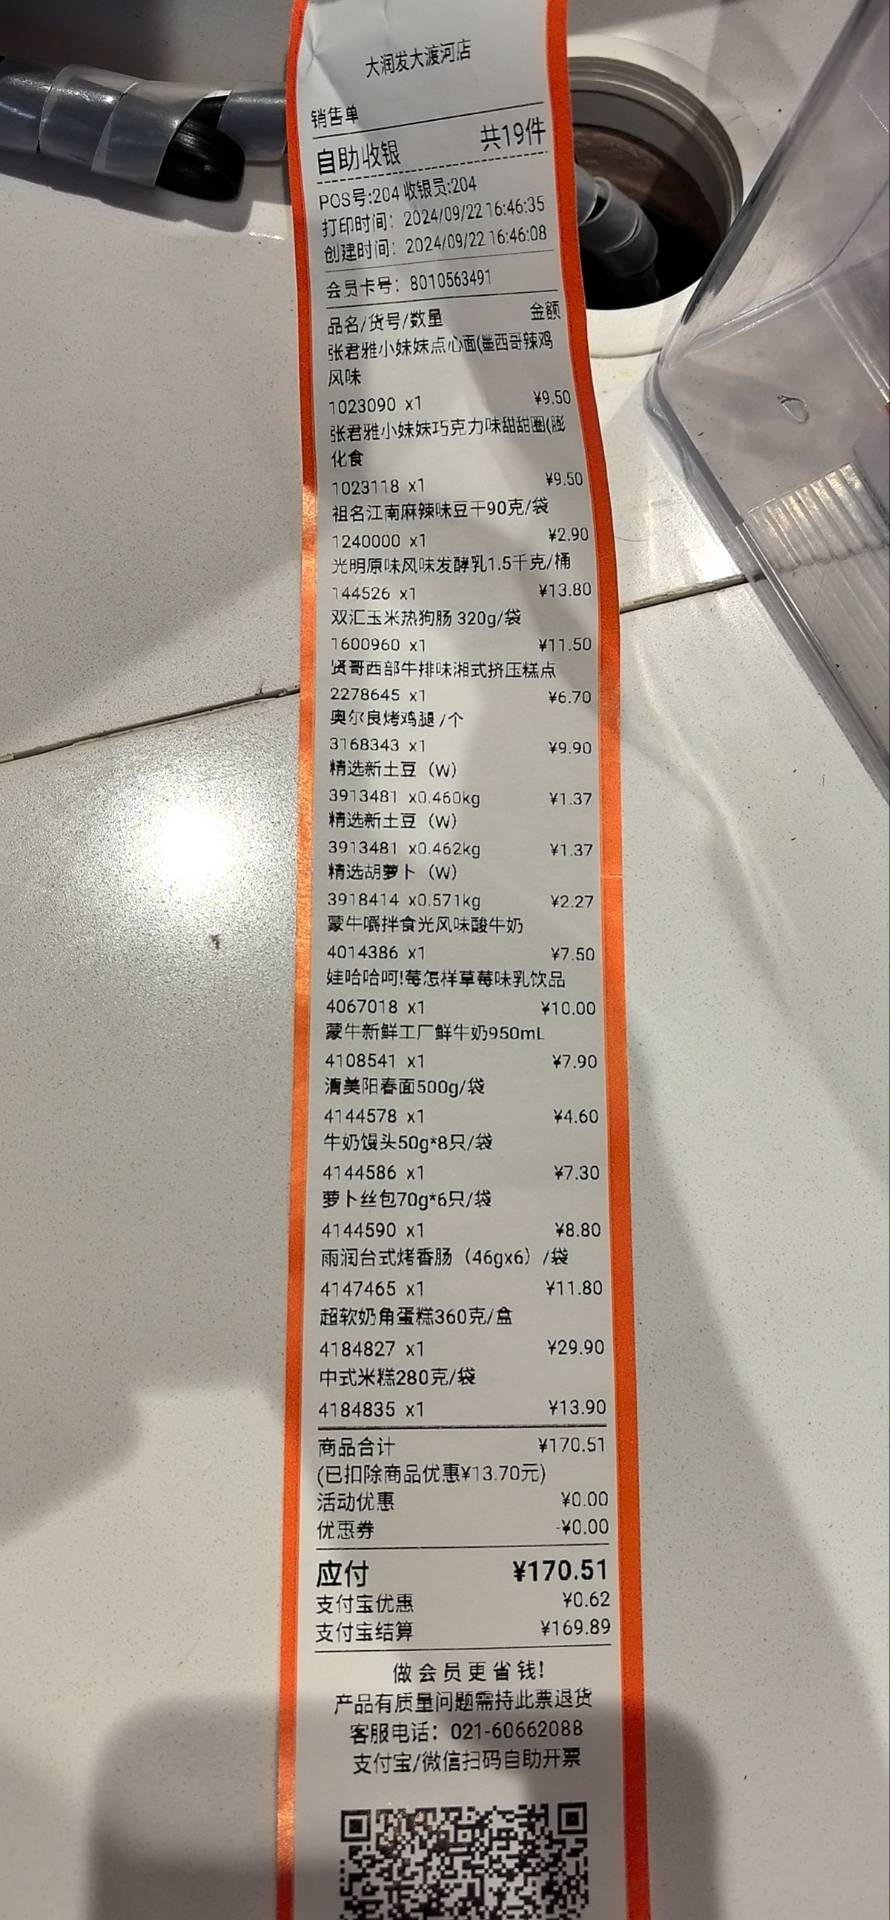 大润发大渡河店
销售单
自助收银 共19件
POS号:204 收银员:204
打印时间：2024/09/22 16:46:35
创建时间：2024/09/22 16:46:08
会员卡号：8010563491
品名/货号/数量 金额
张君雅小妹妹点心面(墨西哥辣鸡
风味
1023090 x1 ¥9.50
张君雅小妹妹巧克力味甜甜圈(膨
化食
1023118 x1 ¥9.50
祖名江南麻辣味豆干90克/袋
1240000 x1 ¥2.90
光明原味风味发酵乳1.5千克/桶
144526 x1 ¥13.80
双汇玉米热狗肠 320g/袋
1600960 x1 ¥11.50
贤哥西部牛排味湘式挤压糕点
2278645 x1 ¥6.70
奥尔良烤鸡腿 /个
3168343 x1 ¥9.90
精选新土豆（W）
3913481 x0.460kg ¥1.37
精选新土豆（W）
3913481 x0.462kg ¥1.37
精选胡萝卜（W）
3918414 x0.571kg ¥2.27
蒙牛嚼拌食光风味酸牛奶
4014386 x1 ¥7.50
娃哈哈呵!莓怎样草莓味乳饮品
4067018 x1 ¥10.00
蒙牛新鲜工厂鲜牛奶950mL
4108541 x1 ¥7.90
清美阳春面500g/袋
4144578 x1 ¥4.60
牛奶馒头50g*8只/袋
4144586 x1 ¥7.30
萝卜丝包70g*6只/袋
4144590 x1 ¥8.80
雨润台式烤香肠（46gx6）/袋
4147465 x1 ¥11.80
超软奶角蛋糕360克/盒
4184827 x1 ¥29.90
中式米糕280克/袋
4184835 x1 ¥13.90
商品合计 ¥170.51
(已扣除商品优惠¥13.70元)
活动优惠 ¥0.00
优惠券 -¥0.00
应付 ¥170.51
支付宝优惠 ¥0.62
支付宝结算 ¥169.89
做会员更省钱!
产品有质量问题需持此票退货
客服电话：021-60662088
支付宝/微信扫码自助开票